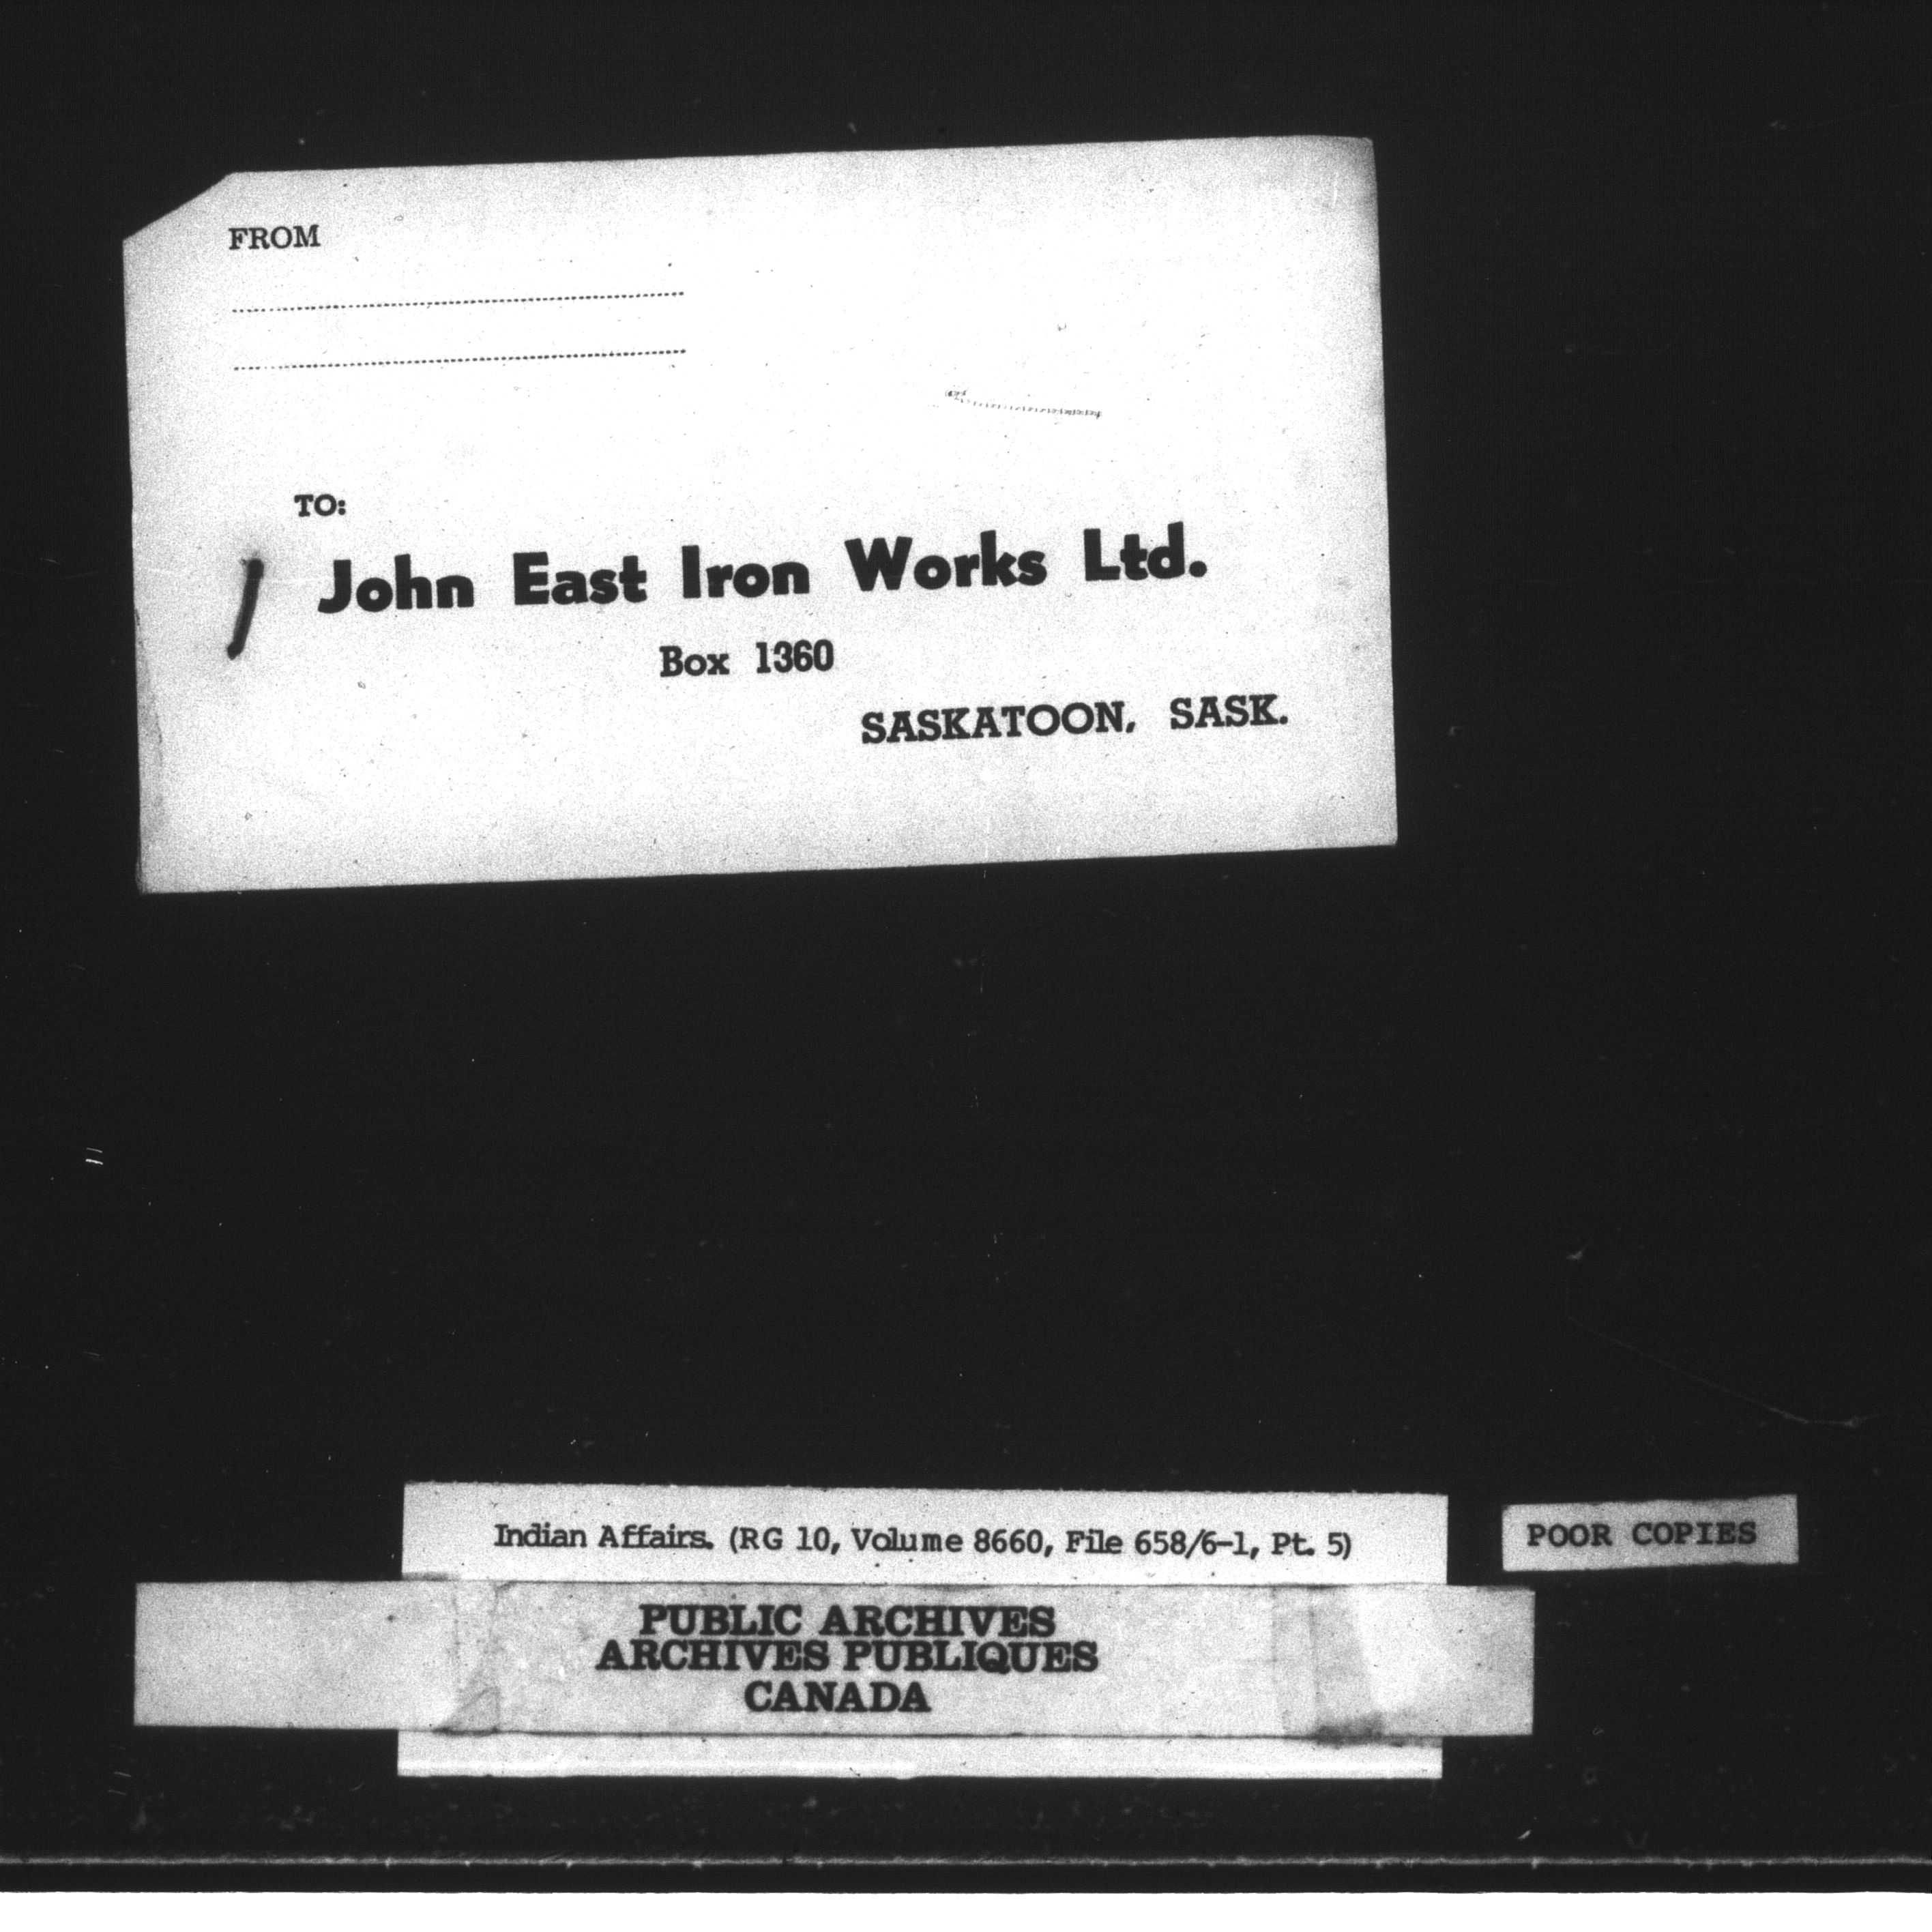 FROM
TO:
John East Iron Works Ltd.
Box 1360
SASKATOON, SASK.
Indian Affairs. (RG 10, Volume 8660, File 658/6-1, Pt. 5)
POOR COPIES
PUBLIC ARCHIVES
ARCHIVES PUBLIQUES
CANADA